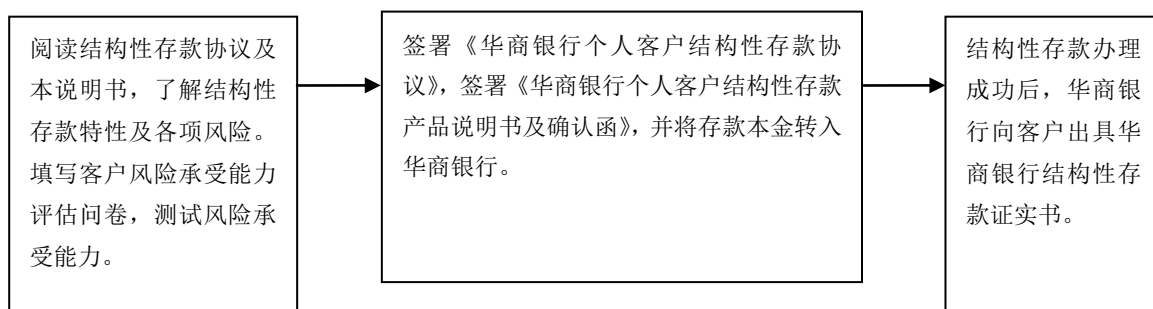 阅读结构性存款协议及
本说明书，了解结构性
存款特性及各项风险。
填写客户风险承受能力
评估问卷，测试风险承
受能力。
签署《华商银行个人客户结构性存款协
议》，签署《华商银行个人客户结构性存款
产品说明书及确认函》，并将存款本金转入
华商银行。
结构性存款办理
成功后，华商银
行向客户出具华
商银行结构性存
款证实书。